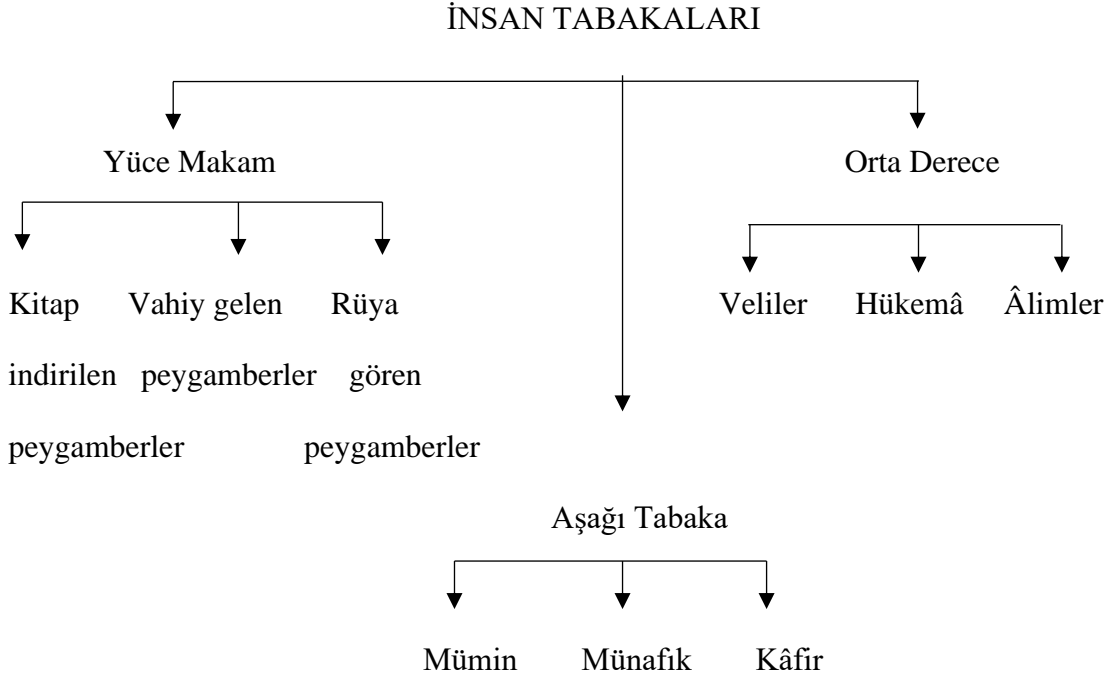 İNSAN TABAKALARI
Yüce Makam Orta Derece
Kitap Vahiy gelen Rüya Veliler Hükemâ Âlimler
indirilen peygamberler gören
peygamberler peygamberler
Aşağı Tabaka
Mümin Münafık Kâfir